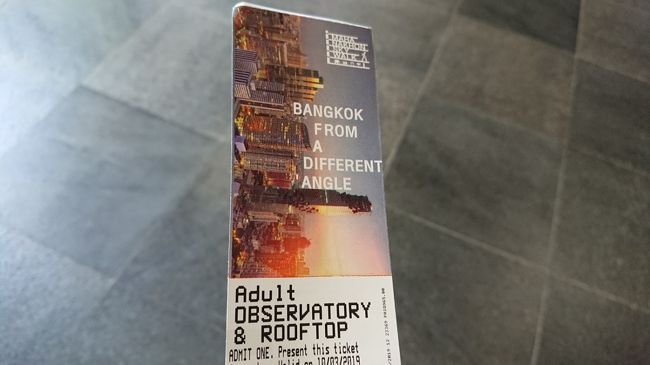 MAHA
NAKHON
SKY
WALK
BANGKOK
FROM
A
DIFFERENT
ANGLE
Adult
OBSERVATORY
& ROOFTOP
ADMIT ONE. Present this ticket
Valid on 10/03/2019